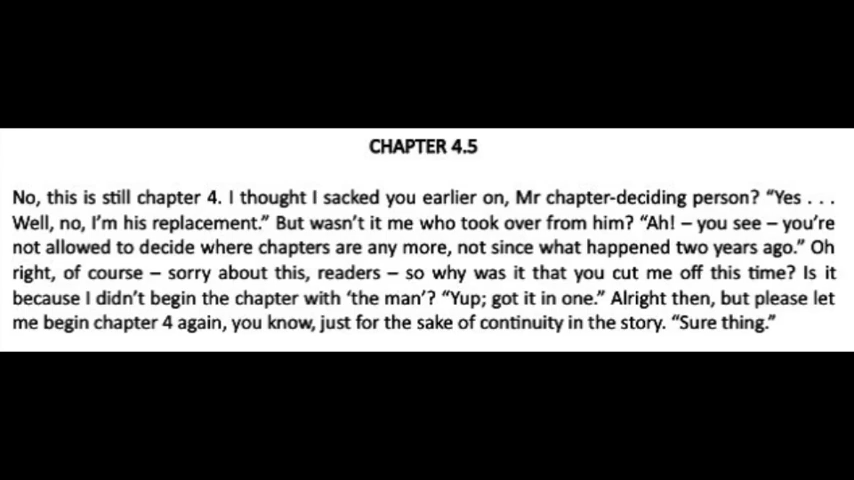 CHAPTER 4.5
No, this is still chapter 4. I thought I sacked you earlier on, Mr chapter-deciding person? “Yes . . .
Well, no, I’m his replacement.” But wasn’t it me who took over from him? “Ah! – you see – you’re
not allowed to decide where chapters are any more, not since what happened two years ago.” Oh
right, of course – sorry about this, readers – so why was it that you cut me off this time? Is it
because I didn’t begin the chapter with ‘the man’? “Yup; got it in one.” Alright then, but please let
me begin chapter 4 again, you know, just for the sake of continuity in the story. “Sure thing.”